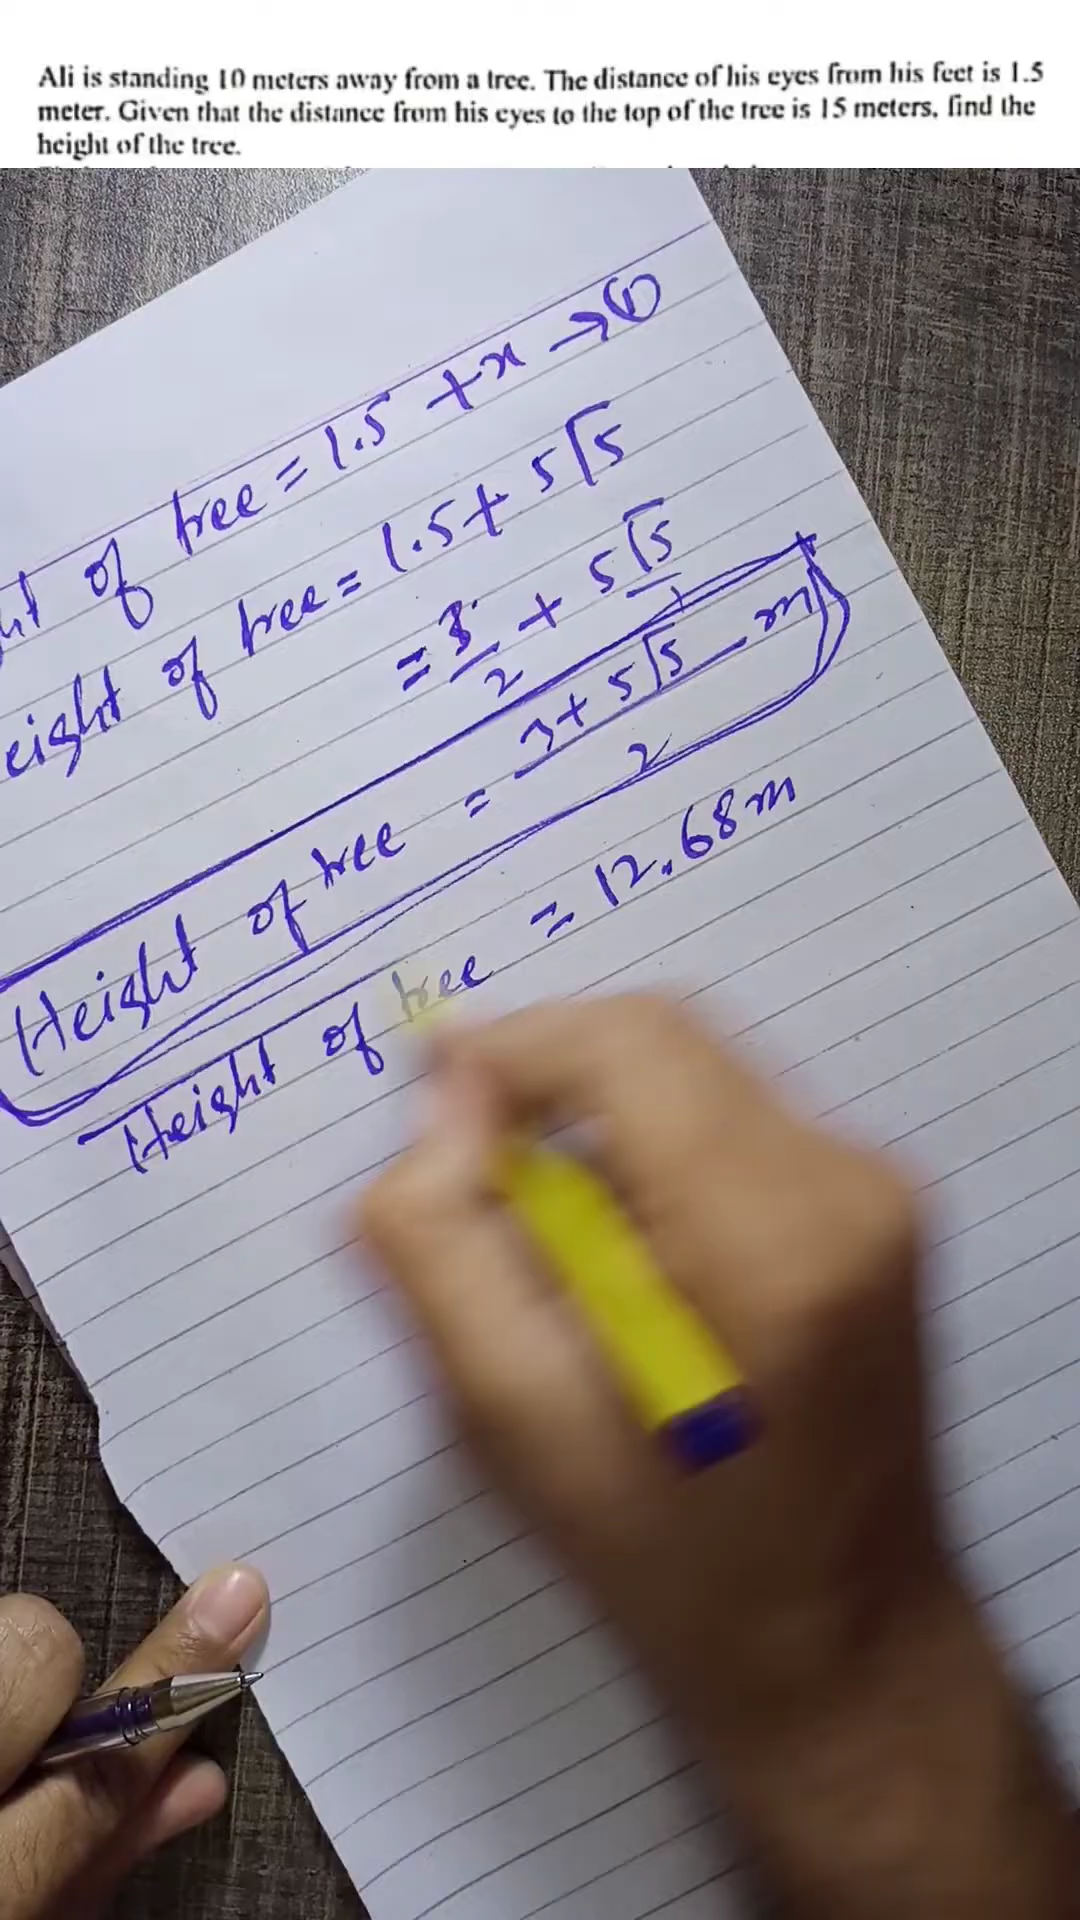 Ali is standing 10 meters away from a tree. The distance of his eyes from his feet is 1.5
meter. Given that the distance from his eyes to the top of the tree is 15 meters, find the
height of the tree.
ht of tree = 1.5 + x → ①
eight of tree = 1.5 + 5√5
= 3/2 + 5√5/1
Height of tree = 3 + 5√5/2 m
Height of tree = 12.68m